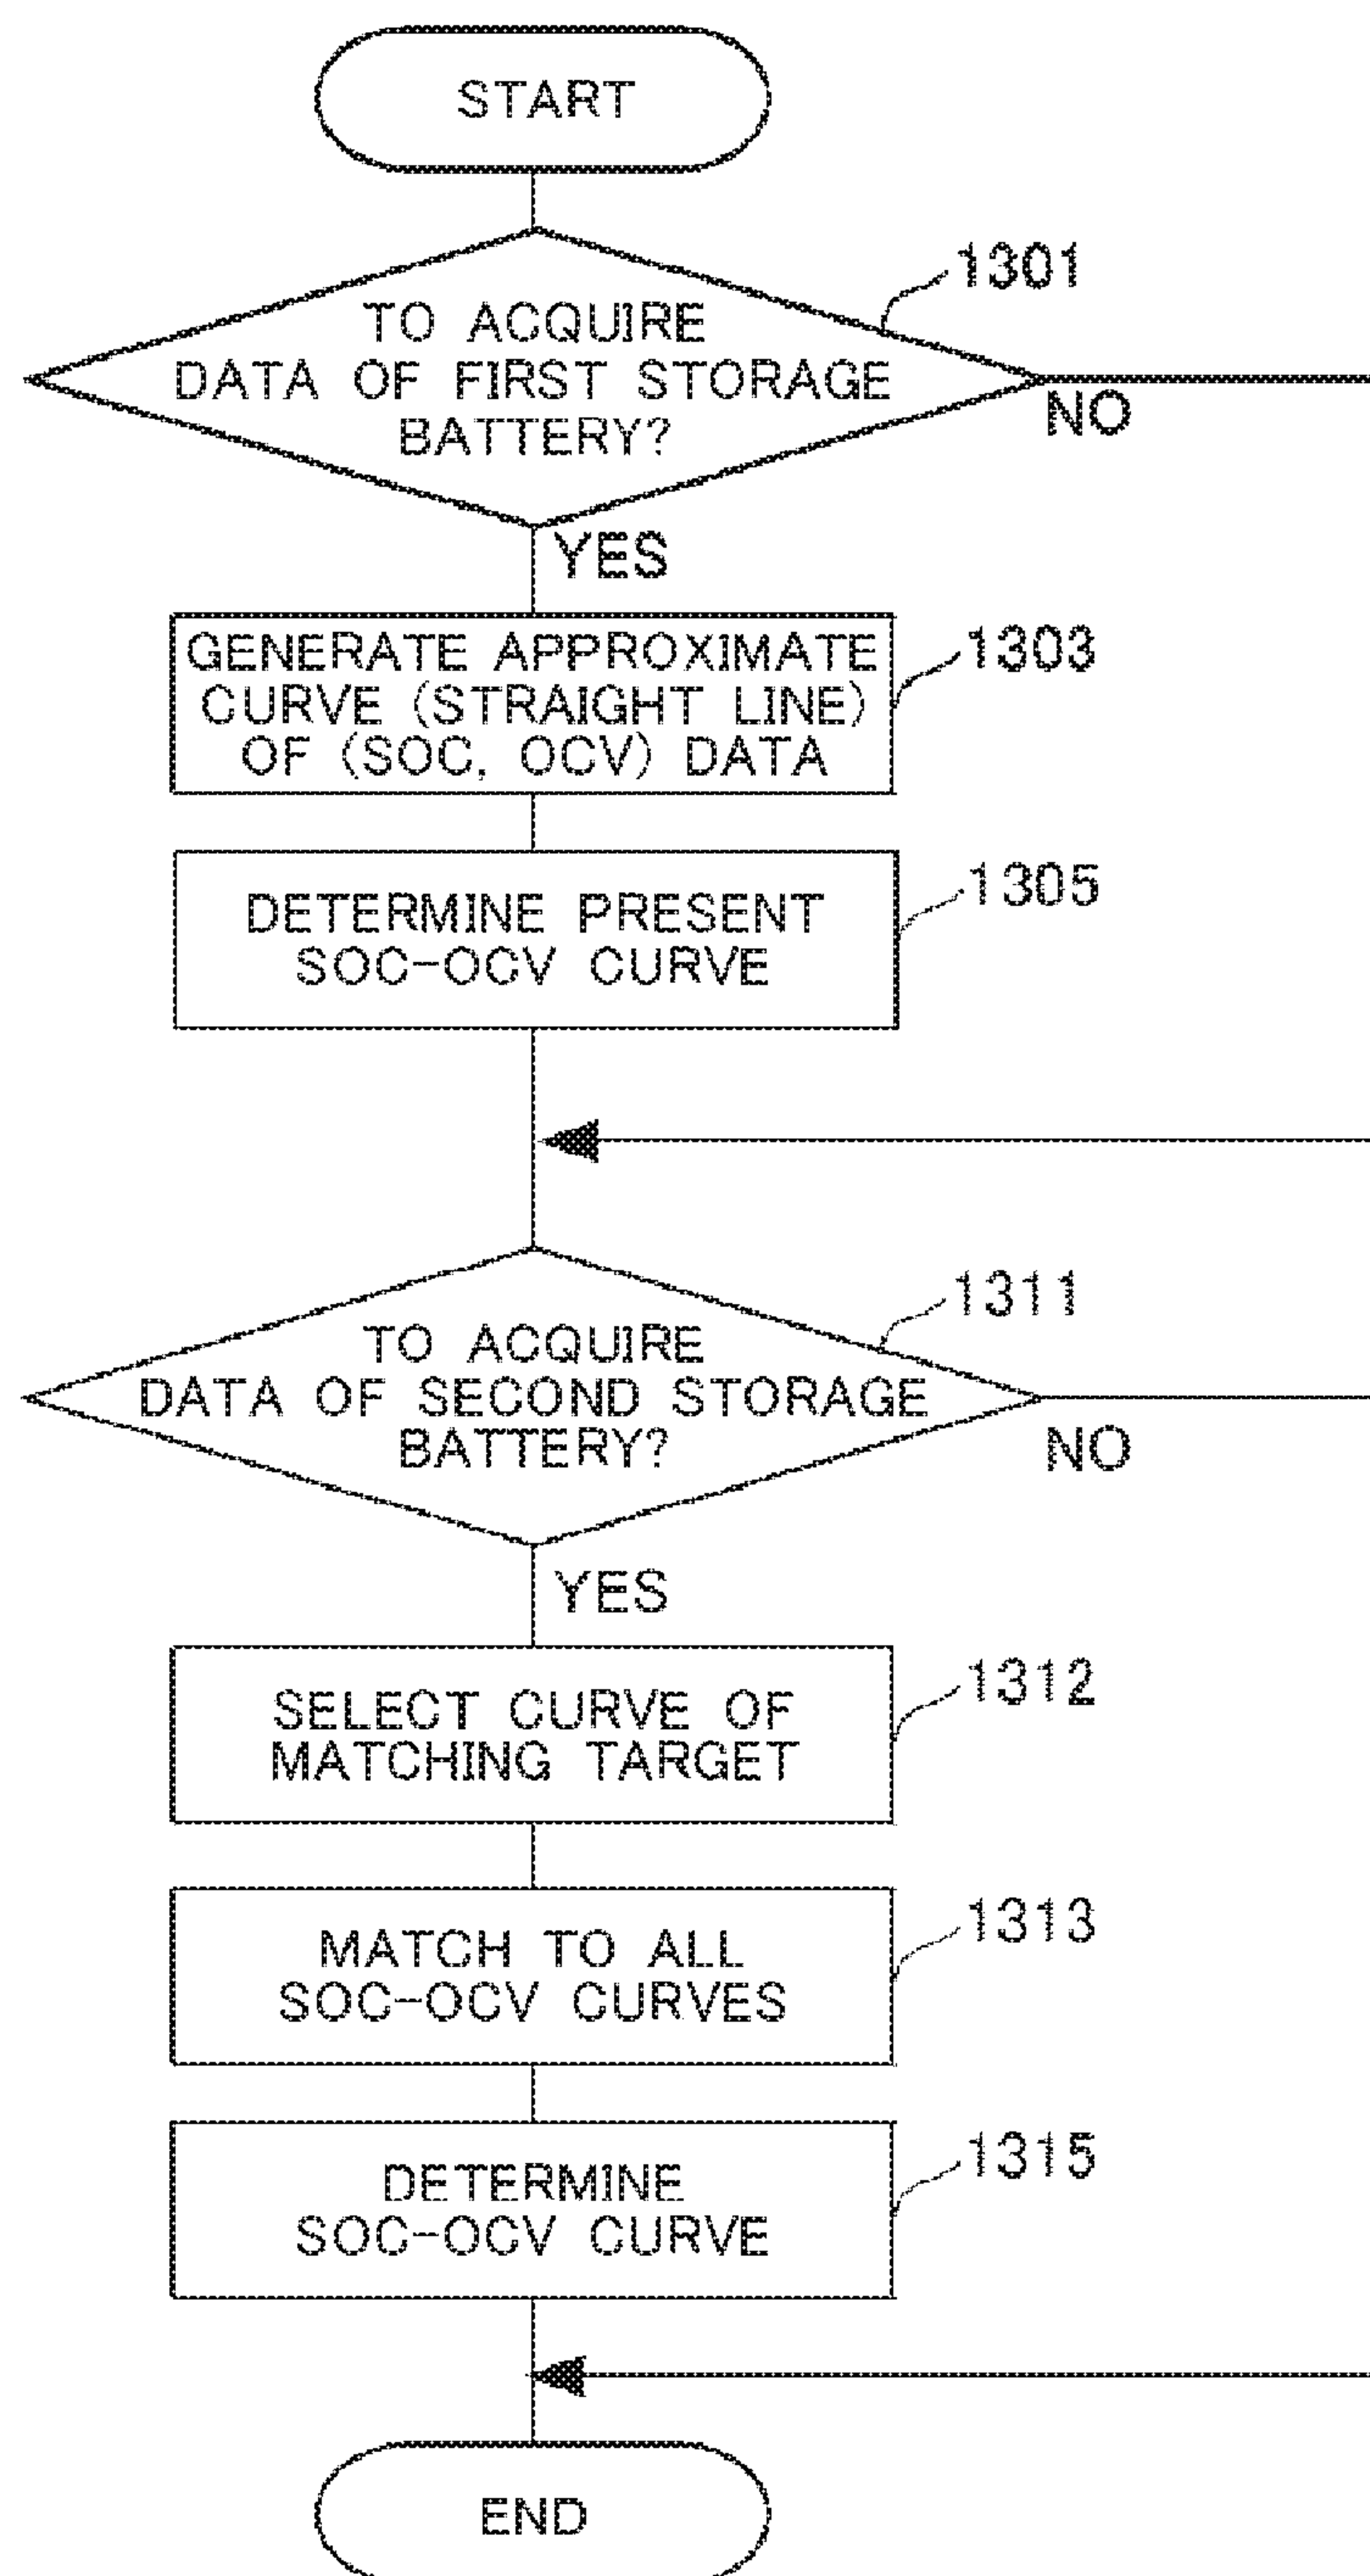 START
1301
TO ACQUIRE
DATA OF FIRST STORAGE
BATTERY?
NO
YES
GENERATE APPROXIMATE
CURVE (STRAIGHT LINE)
OF (SOC, OCV) DATA
1303
DETERMINE PRESENT
SOC-OCV CURVE
1305
1311
TO ACQUIRE
DATA OF SECOND STORAGE
BATTERY?
NO
YES
SELECT CURVE OF
MATCHING TARGET
1312
MATCH TO ALL
SOC-OCV CURVES
1313
DETERMINE
SOC-OCV CURVE
1315
END